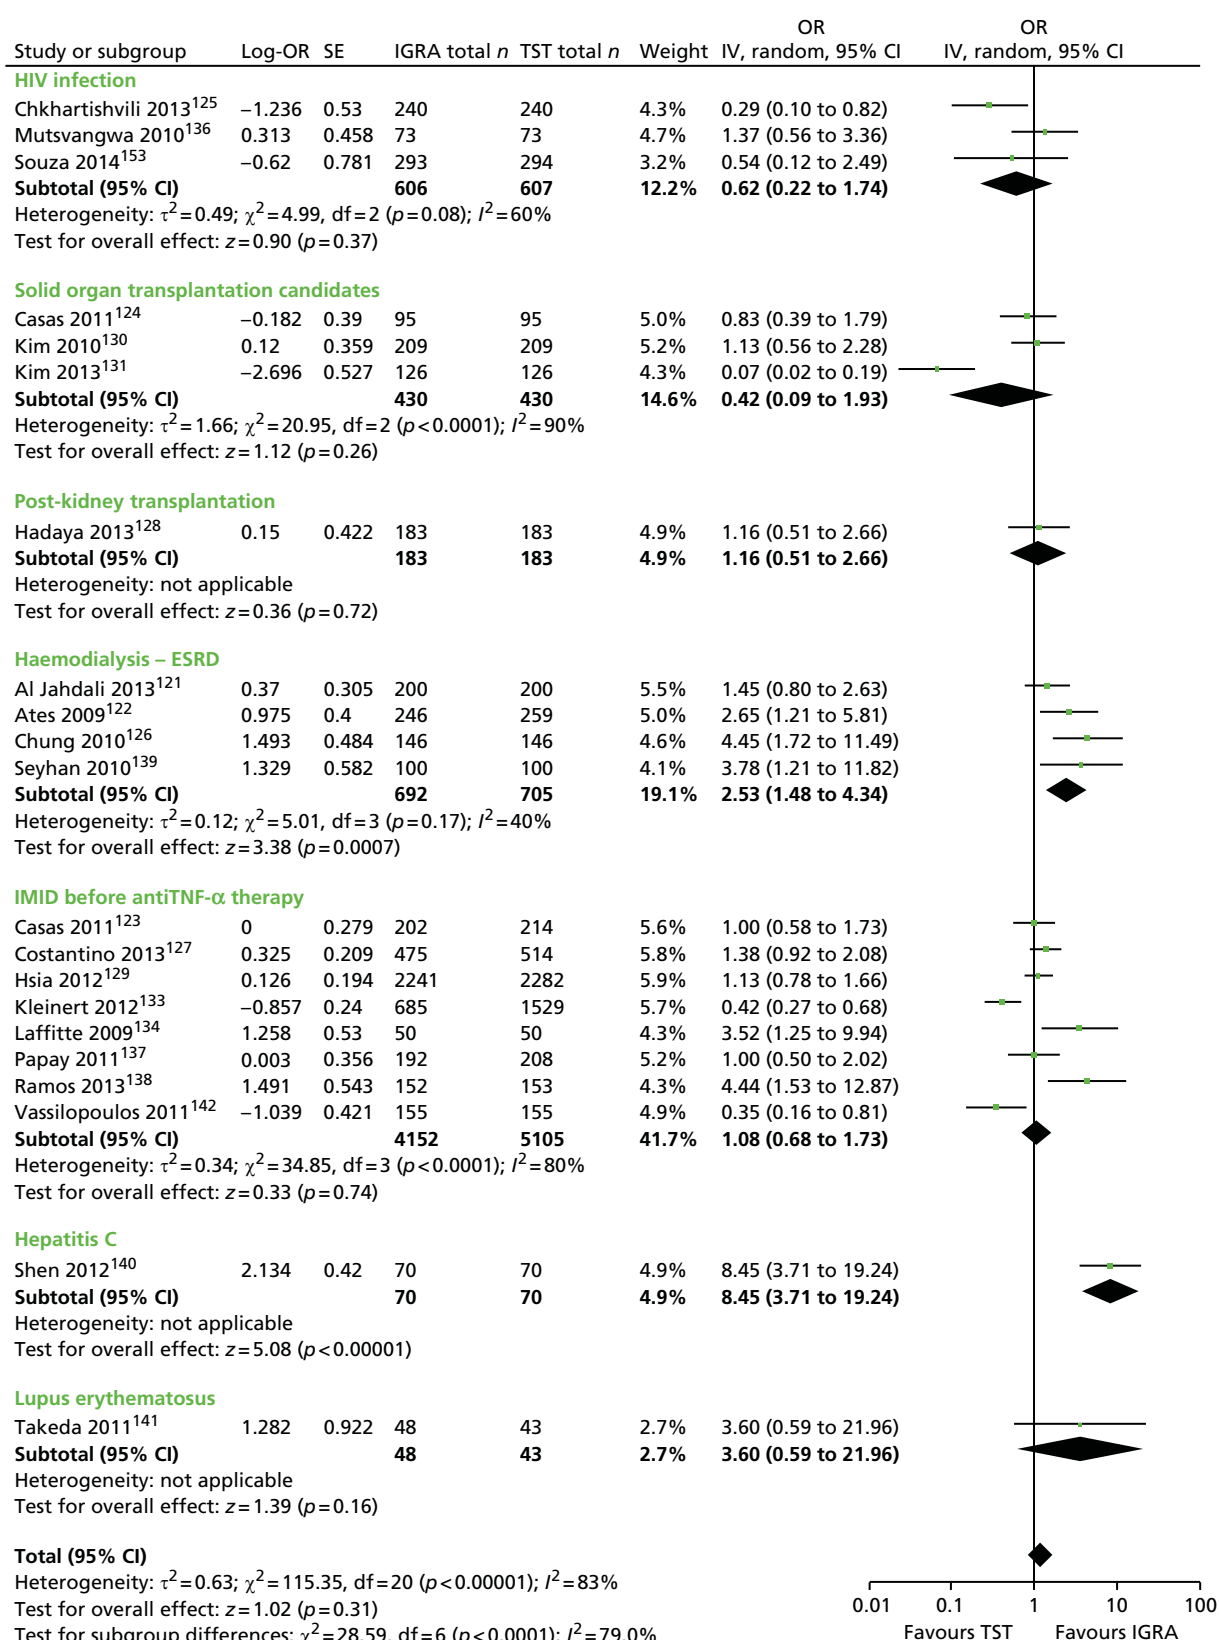 OR OR
Study or subgroup Log-OR SE IGRA total n TST total n Weight IV, random, 95% CI IV, random, 95% CI
HIV infection
Chkhartishvili 2013¹²⁵ −1.236 0.53 240 240 4.3% 0.29 (0.10 to 0.82)
Mutsvangwa 2010¹³⁶ 0.313 0.458 73 73 4.7% 1.37 (0.56 to 3.36)
Souza 2014¹⁵³ −0.62 0.781 293 294 3.2% 0.54 (0.12 to 2.49)
Subtotal (95% CI) 606 607 12.2% 0.62 (0.22 to 1.74)
Heterogeneity: τ²=0.49; χ²=4.99, df=2 (p=0.08); I²=60%
Test for overall effect: z=0.90 (p=0.37)
Solid organ transplantation candidates
Casas 2011¹²⁴ −0.182 0.39 95 95 5.0% 0.83 (0.39 to 1.79)
Kim 2010¹³⁰ 0.12 0.359 209 209 5.2% 1.13 (0.56 to 2.28)
Kim 2013¹³¹ −2.696 0.527 126 126 4.3% 0.07 (0.02 to 0.19)
Subtotal (95% CI) 430 430 14.6% 0.42 (0.09 to 1.93)
Heterogeneity: τ²=1.66; χ²=20.95, df=2 (p<0.0001); I²=90%
Test for overall effect: z=1.12 (p=0.26)
Post-kidney transplantation
Hadaya 2013¹²⁸ 0.15 0.422 183 183 4.9% 1.16 (0.51 to 2.66)
Subtotal (95% CI) 183 183 4.9% 1.16 (0.51 to 2.66)
Heterogeneity: not applicable
Test for overall effect: z=0.36 (p=0.72)
Haemodialysis – ESRD
Al Jahdali 2013¹²¹ 0.37 0.305 200 200 5.5% 1.45 (0.80 to 2.63)
Ates 2009¹²² 0.975 0.4 246 259 5.0% 2.65 (1.21 to 5.81)
Chung 2010¹²⁶ 1.493 0.484 146 146 4.6% 4.45 (1.72 to 11.49)
Seyhan 2010¹³⁹ 1.329 0.582 100 100 4.1% 3.78 (1.21 to 11.82)
Subtotal (95% CI) 692 705 19.1% 2.53 (1.48 to 4.34)
Heterogeneity: τ²=0.12; χ²=5.01, df=3 (p=0.17); I²=40%
Test for overall effect: z=3.38 (p=0.0007)
IMID before antiTNF-α therapy
Casas 2011¹²³ 0 0.279 202 214 5.6% 1.00 (0.58 to 1.73)
Costantino 2013¹²⁷ 0.325 0.209 475 514 5.8% 1.38 (0.92 to 2.08)
Hsia 2012¹²⁹ 0.126 0.194 2241 2282 5.9% 1.13 (0.78 to 1.66)
Kleinert 2012¹³³ −0.857 0.24 685 1529 5.7% 0.42 (0.27 to 0.68)
Laffitte 2009¹³⁴ 1.258 0.53 50 50 4.3% 3.52 (1.25 to 9.94)
Papay 2011¹³⁷ 0.003 0.356 192 208 5.2% 1.00 (0.50 to 2.02)
Ramos 2013¹³⁸ 1.491 0.543 152 153 4.3% 4.44 (1.53 to 12.87)
Vassilopoulos 2011¹⁴² −1.039 0.421 155 155 4.9% 0.35 (0.16 to 0.81)
Subtotal (95% CI) 4152 5105 41.7% 1.08 (0.68 to 1.73)
Heterogeneity: τ²=0.34; χ²=34.85, df=3 (p<0.0001); I²=80%
Test for overall effect: z=0.33 (p=0.74)
Hepatitis C
Shen 2012¹⁴⁰ 2.134 0.42 70 70 4.9% 8.45 (3.71 to 19.24)
Subtotal (95% CI) 70 70 4.9% 8.45 (3.71 to 19.24)
Heterogeneity: not applicable
Test for overall effect: z=5.08 (p<0.00001)
Lupus erythematosus
Takeda 2011¹⁴¹ 1.282 0.922 48 43 2.7% 3.60 (0.59 to 21.96)
Subtotal (95% CI) 48 43 2.7% 3.60 (0.59 to 21.96)
Heterogeneity: not applicable
Test for overall effect: z=1.39 (p=0.16)
Total (95% CI)
Heterogeneity: τ²=0.63; χ²=115.35, df=20 (p<0.00001); I²=83%
Test for overall effect: z=1.02 (p=0.31)
Test for subgroup differences: χ²=28.59, df=6 (p<0.0001); I²=79.0%
0.01 0.1 1 10 100
Favours TST Favours IGRA